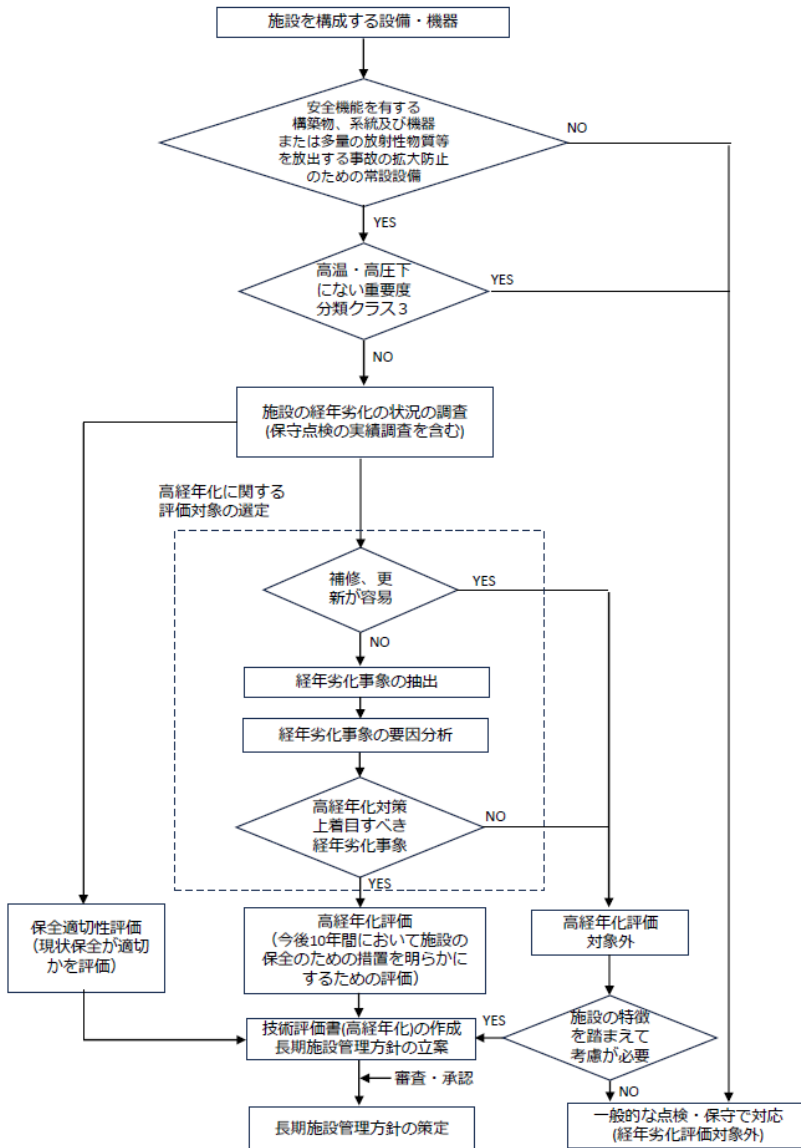 施設を構成する設備・機器
安全機能を有する
構築物、系統及び機器
または多量の放射性物質等
を放出する事故の拡大防止
のための常設設備
NO
YES
高温・高圧下
にない重要度
分類クラス３
YES
NO
施設の経年劣化の状況の調査
(保守点検の実績調査を含む)
高経年化に関する
評価対象の選定
補修、更
新が容易
YES
NO
経年劣化事象の抽出
経年劣化事象の要因分析
高経年化対策
上着目すべき
経年劣化事象
NO
YES
保全適切性評価
（現状保全が適切
かを評価）
高経年化評価
（今後10年間において施設の
保全のための措置を明らかに
するための評価）
高経年化評価
対象外
技術評価書(高経年化)の作成
長期施設管理方針の立案
YES
施設の特徴
を踏まえて
考慮が必要
審査・承認
NO
長期施設管理方針の策定
一般的な点検・保守で対応
(経年劣化評価対象外)